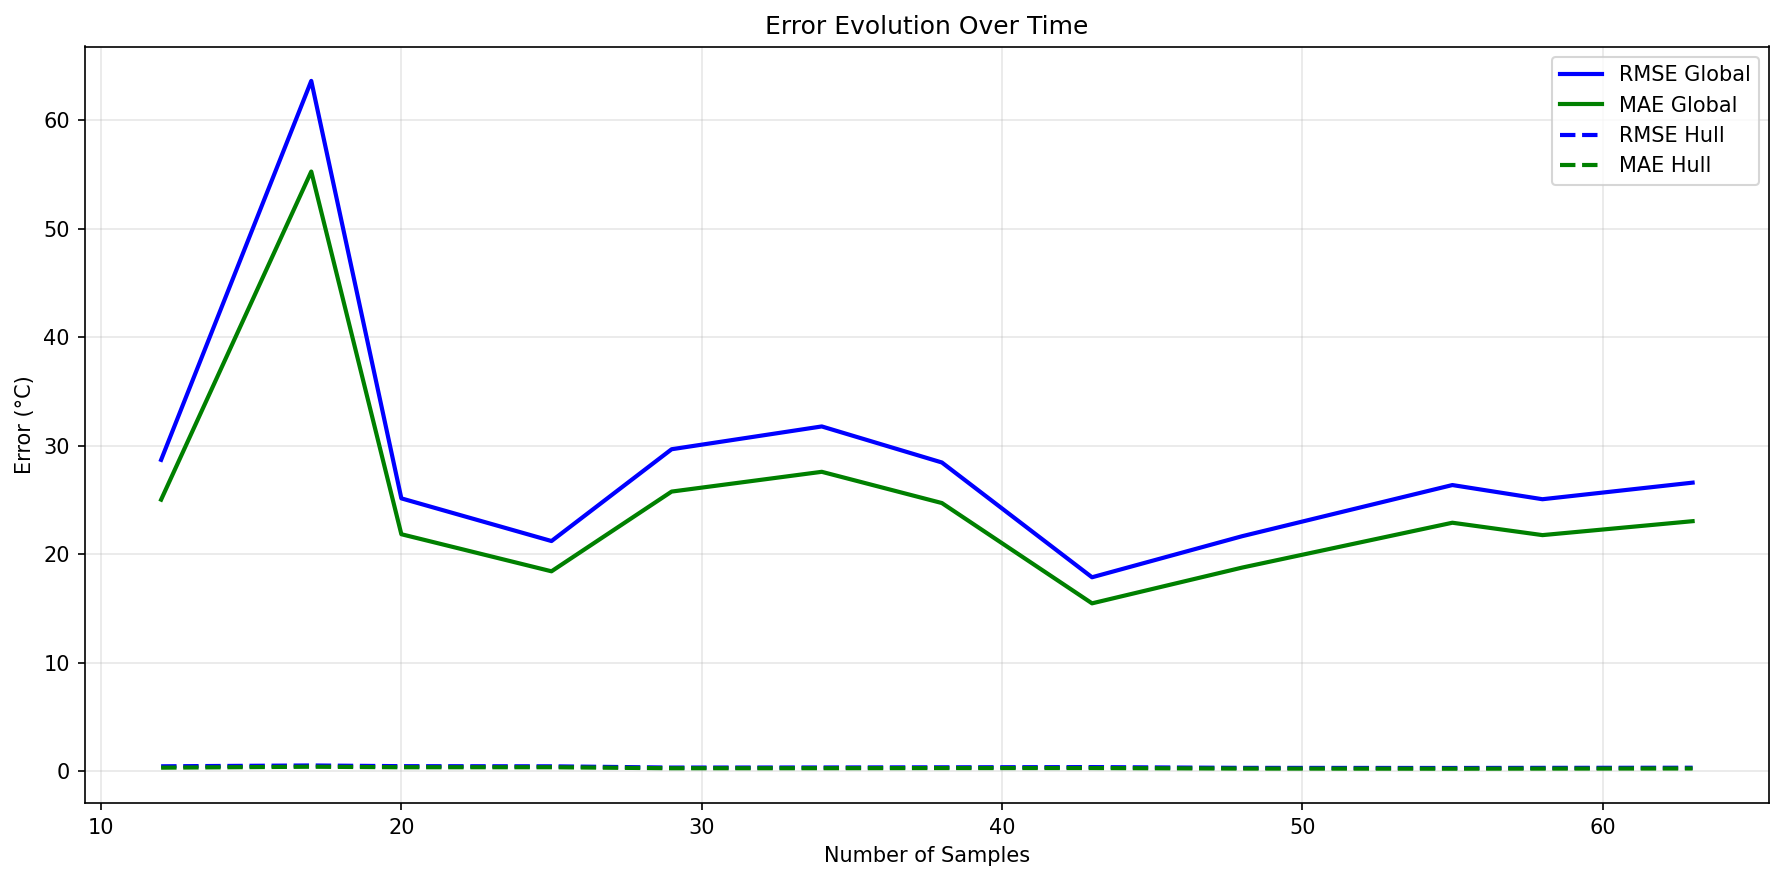 Error Evolution Over Time
RMSE Global
MAE Global
RMSE Hull
MAE Hull
Error (°C)
60
50
40
30
20
10
0
10 20 30 40 50 60
Number of Samples